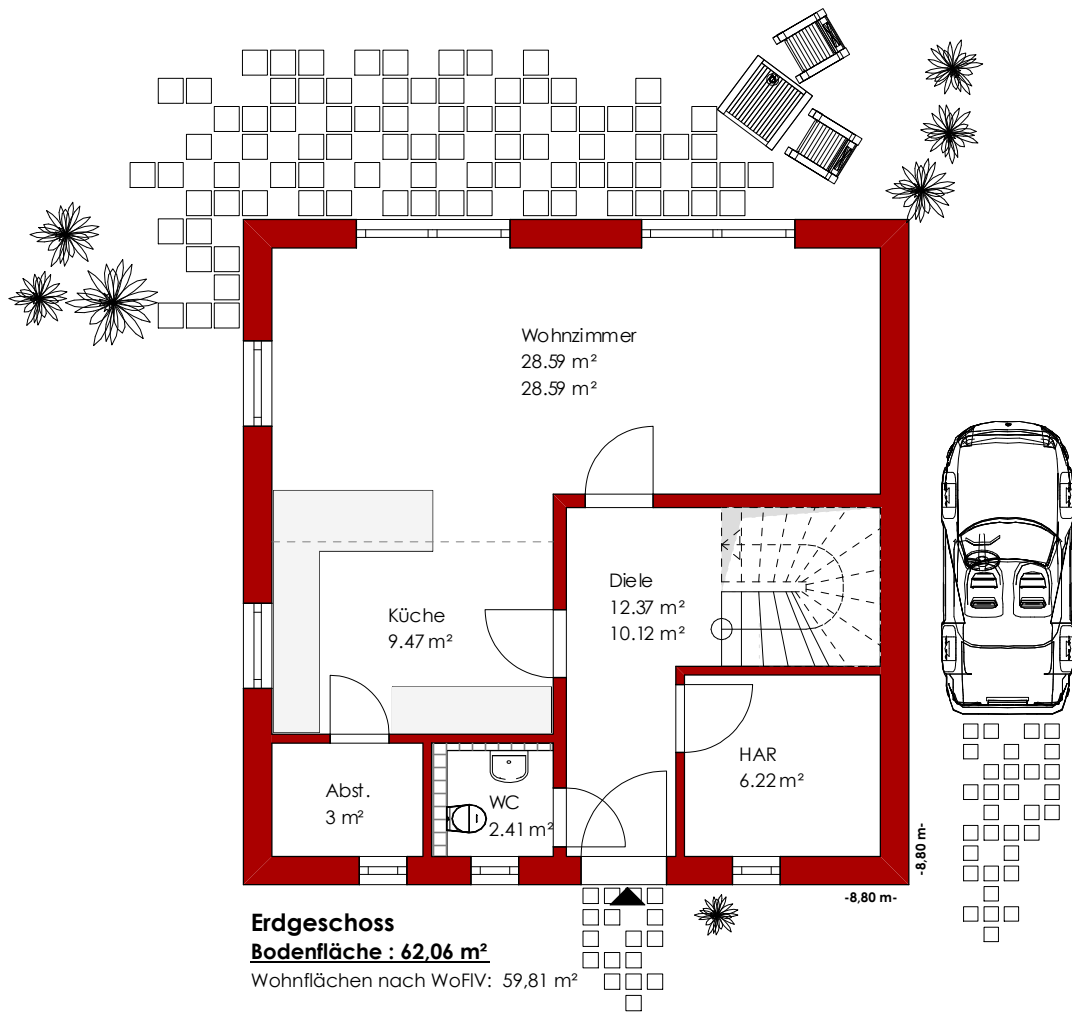 Wohnzimmer
28.59 m²
28.59 m²
Diele
12.37 m²
10.12 m²
Küche
9.47 m²
HAR
6.22 m²
Abst.
3 m²
WC
2.41 m²
-8,80 m-
-8,80 m-
Erdgeschoss
Bodenfläche : 62,06 m²
Wohnflächen nach WoFlV: 59,81 m²